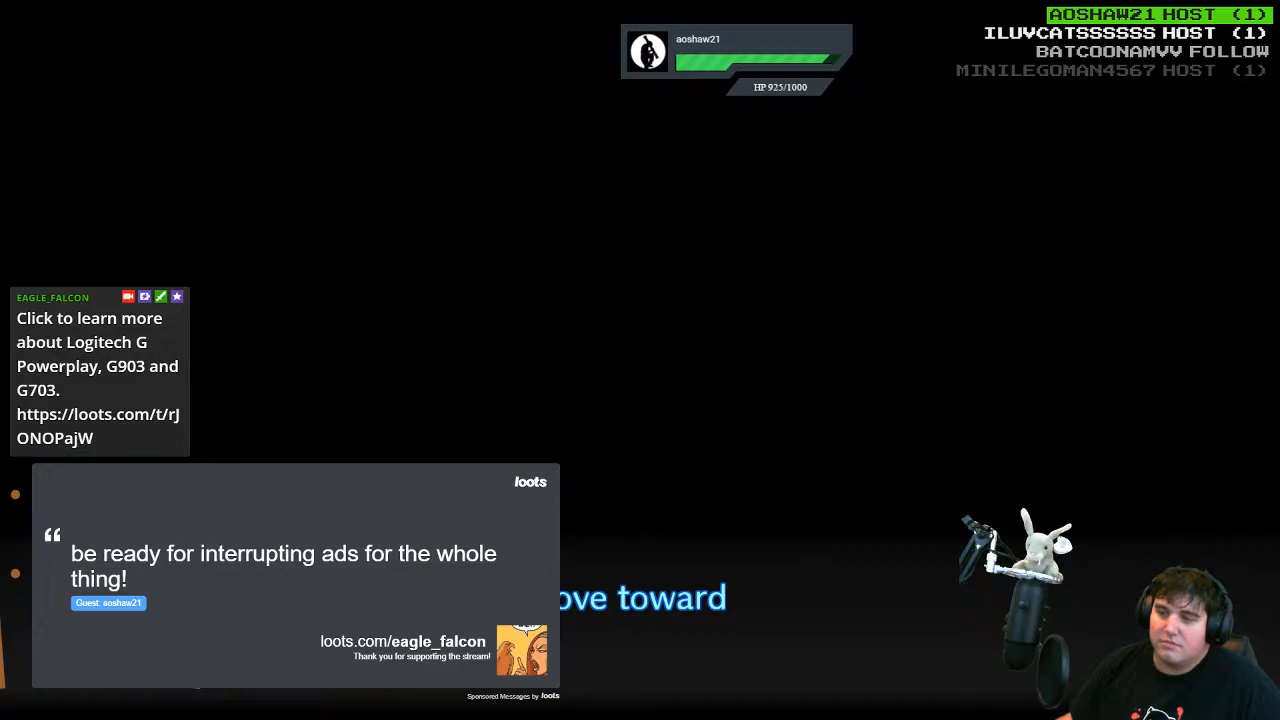 AOSHAW21 HOST (1)
ILUVCATSSSSSS HOST (1)
BATCOONAMVV FOLLOW
MINILEGOMAN4567 HOST (1)
aoshaw21
HP 925/1000
EAGLE_FALCON
Click to learn more
about Logitech G
Powerplay, G903 and
G703.
https://loots.com/t/rJ
ONOPajW
loots
“ be ready for interrupting ads for the whole
thing!
Guest: aoshaw21
loots.com/eagle_falcon
Thank you for supporting the stream!
Sponsored Messages by loots
ove toward